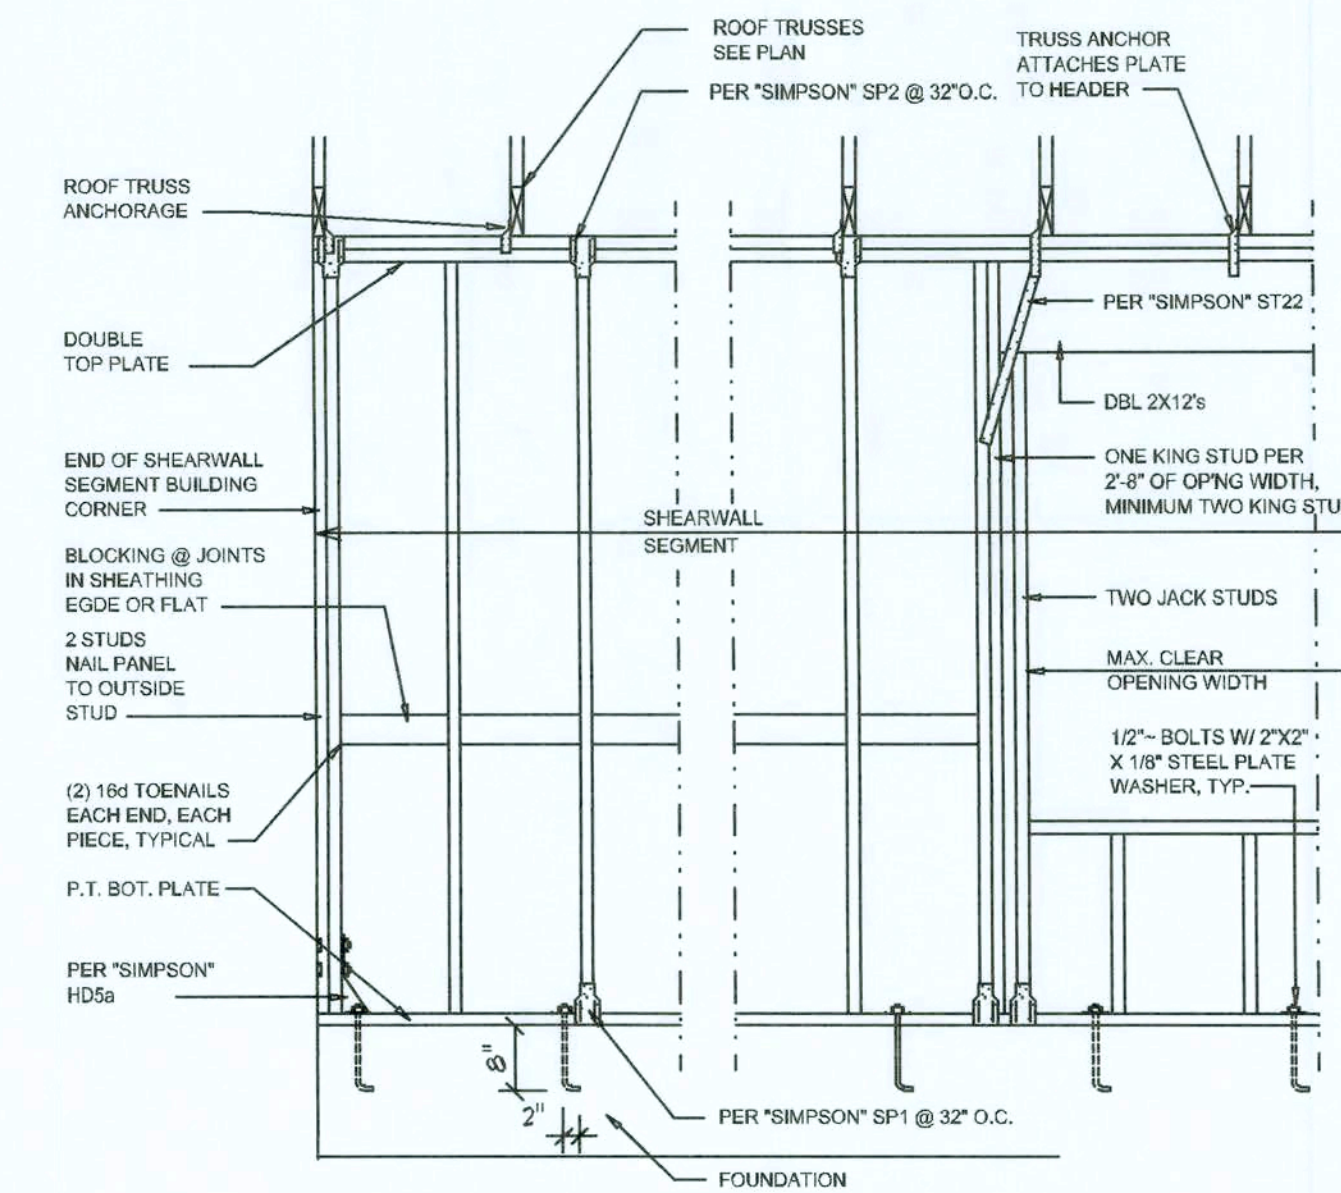 ROOF TRUSSES
SEE PLAN
TRUSS ANCHOR
ATTACHES PLATE
TO HEADER
PER "SIMPSON" SP2 @ 32"O.C.
ROOF TRUSS
ANCHORAGE
PER "SIMPSON" ST22
DOUBLE
TOP PLATE
DBL 2X12's
END OF SHEARWALL
SEGMENT BUILDING
CORNER
ONE KING STUD PER
2'-8" OF OP'NG WIDTH,
MINIMUM TWO KING STU
SHEARWALL
SEGMENT
BLOCKING @ JOINTS
IN SHEATHING
EGDE OR FLAT
TWO JACK STUDS
2 STUDS
NAIL PANEL
TO OUTSIDE
STUD
MAX. CLEAR
OPENING WIDTH
1/2"~ BOLTS W/ 2"X2"
X 1/8" STEEL PLATE
WASHER, TYP.
(2) 16d TOENAILS
EACH END, EACH
PIECE, TYPICAL
P.T. BOT. PLATE
PER "SIMPSON"
HD5a
8"
2"
PER "SIMPSON" SP1 @ 32" O.C.
FOUNDATION